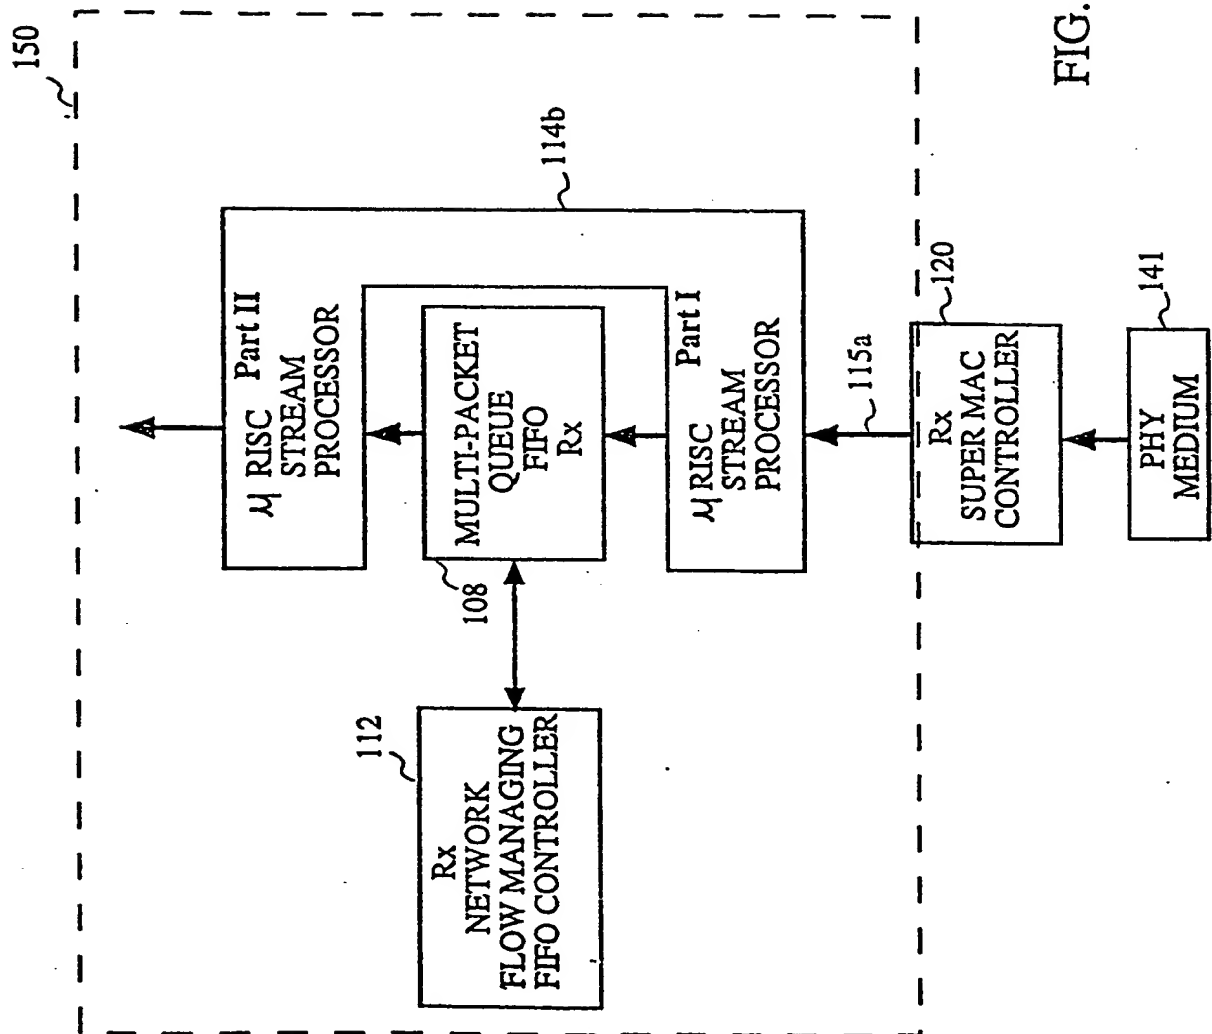 150
Part II
μ RISC
STREAM
PROCESSOR
114b
MULTI-PACKET
QUEUE
FIFO
Rx
108
112
Rx
NETWORK
FLOW MANAGING
FIFO CONTROLLER
Part I
μ RISC
STREAM
PROCESSOR
115a
120
Rx
SUPER MAC
CONTROLLER
141
PHY
MEDIUM
FIG.